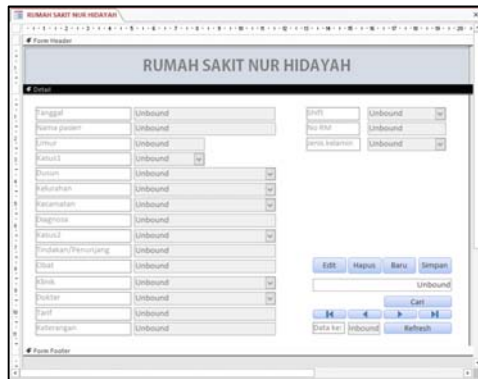 RUMAH SAKIT NUR HIDAYAH
Form Header
RUMAH SAKIT NUR HIDAYAH
Detail
Tanggal Unbound Shift Unbound
Nama pasien Unbound No RM Unbound
Umur Unbound Jenis kelamin Unbound
Kasus1 Unbound
Dusun Unbound
Kelurahan Unbound
Kecamatan Unbound
Diagnosa Unbound
Kasus2 Unbound
Tindakan/Penunjang Unbound
Obat Unbound Edit Hapus Baru Simpan
Klinik Unbound Unbound
Dokter Unbound Cari
Tarif Unbound
Keterangan Unbound Data ke: Inbound Refresh
Form Footer